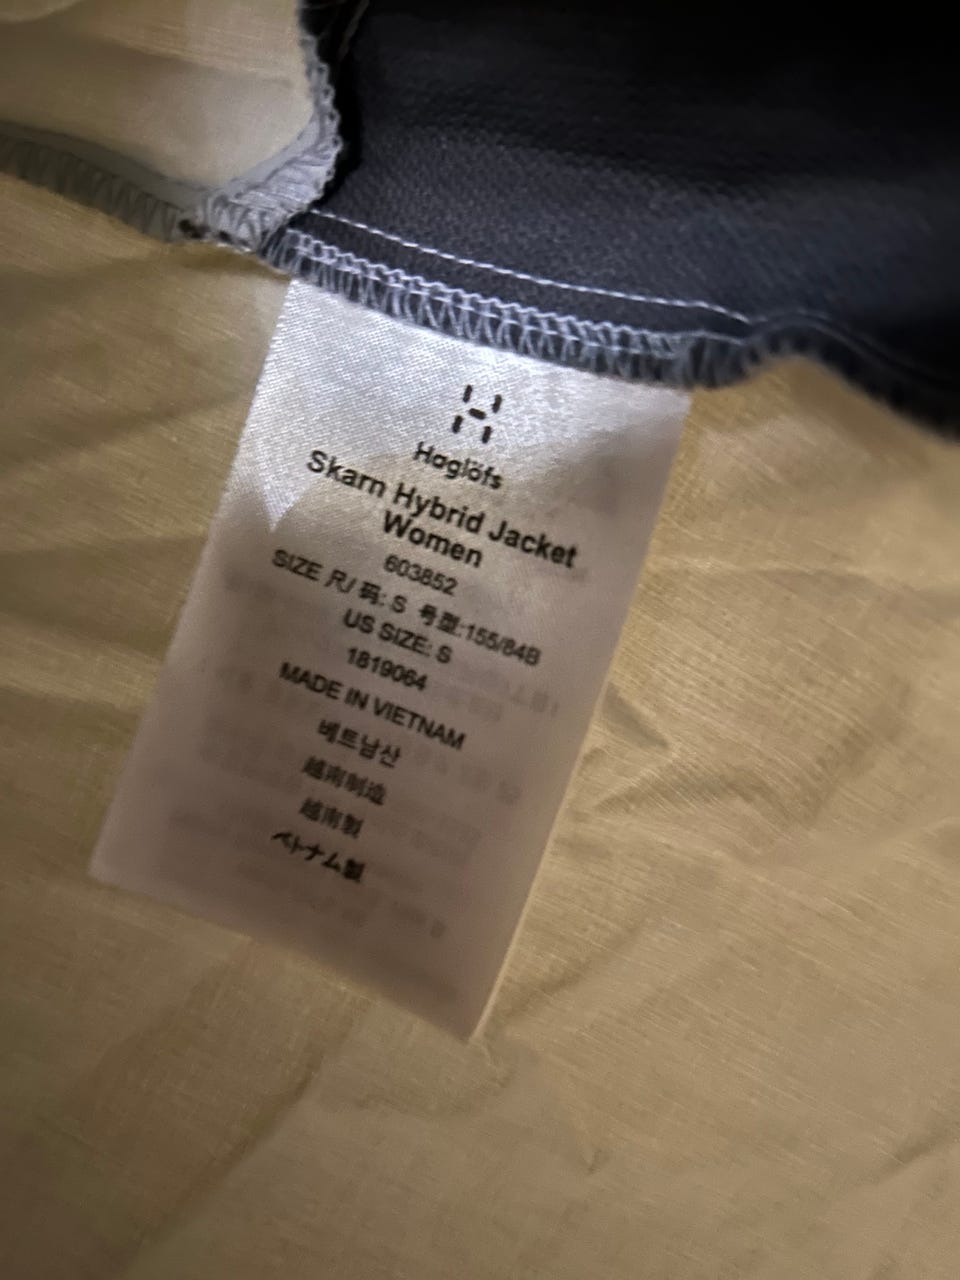 Haglöfs
Skarn Hybrid Jacket
Women
603852
SIZE 尺/ 码: S 号型:155/84B
US SIZE: S
1819064
MADE IN VIETNAM
베트남산
越南制造
越南製
ベトナム製